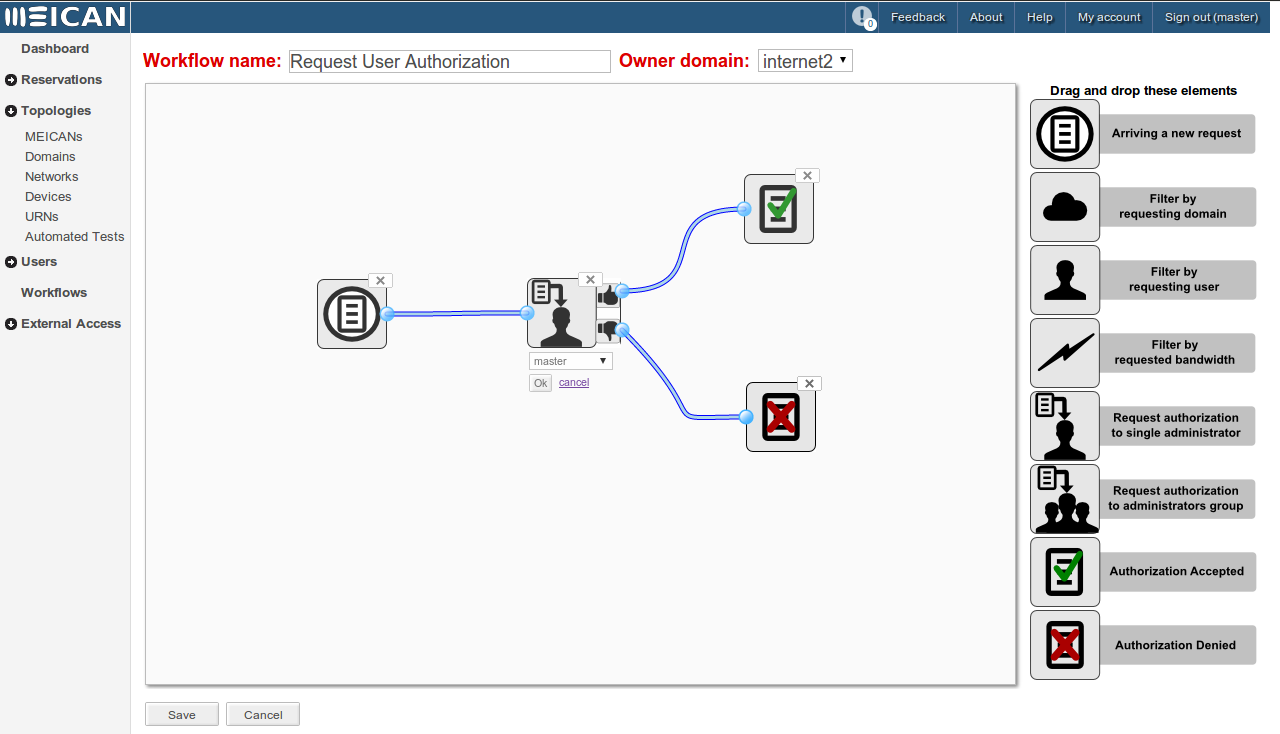 MEICAN
0
Feedback
About
Help
My account
Sign out (master)
Dashboard
Reservations
Topologies
MEICANs
Domains
Networks
Devices
URNs
Automated Tests
Users
Workflows
External Access
Workflow name: Request User Authorization Owner domain: internet2
master
Ok cancel
Drag and drop these elements
Arriving a new request
Filter by
requesting domain
Filter by
requesting user
Filter by
requested bandwidth
Request authorization
to single administrator
Request authorization
to administrators group
Authorization Accepted
Authorization Denied
Save
Cancel